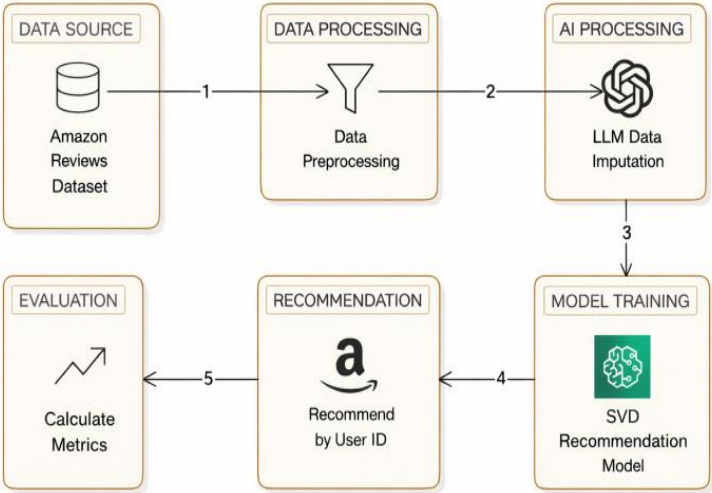 DATA SOURCE
Amazon
Reviews
Dataset
1
DATA PROCESSING
Data
Preprocessing
2
AI PROCESSING
LLM Data
Imputation
3
MODEL TRAINING
SVD
Recommendation
Model
4
RECOMMENDATION
a
Recommend
by User ID
5
EVALUATION
Calculate
Metrics